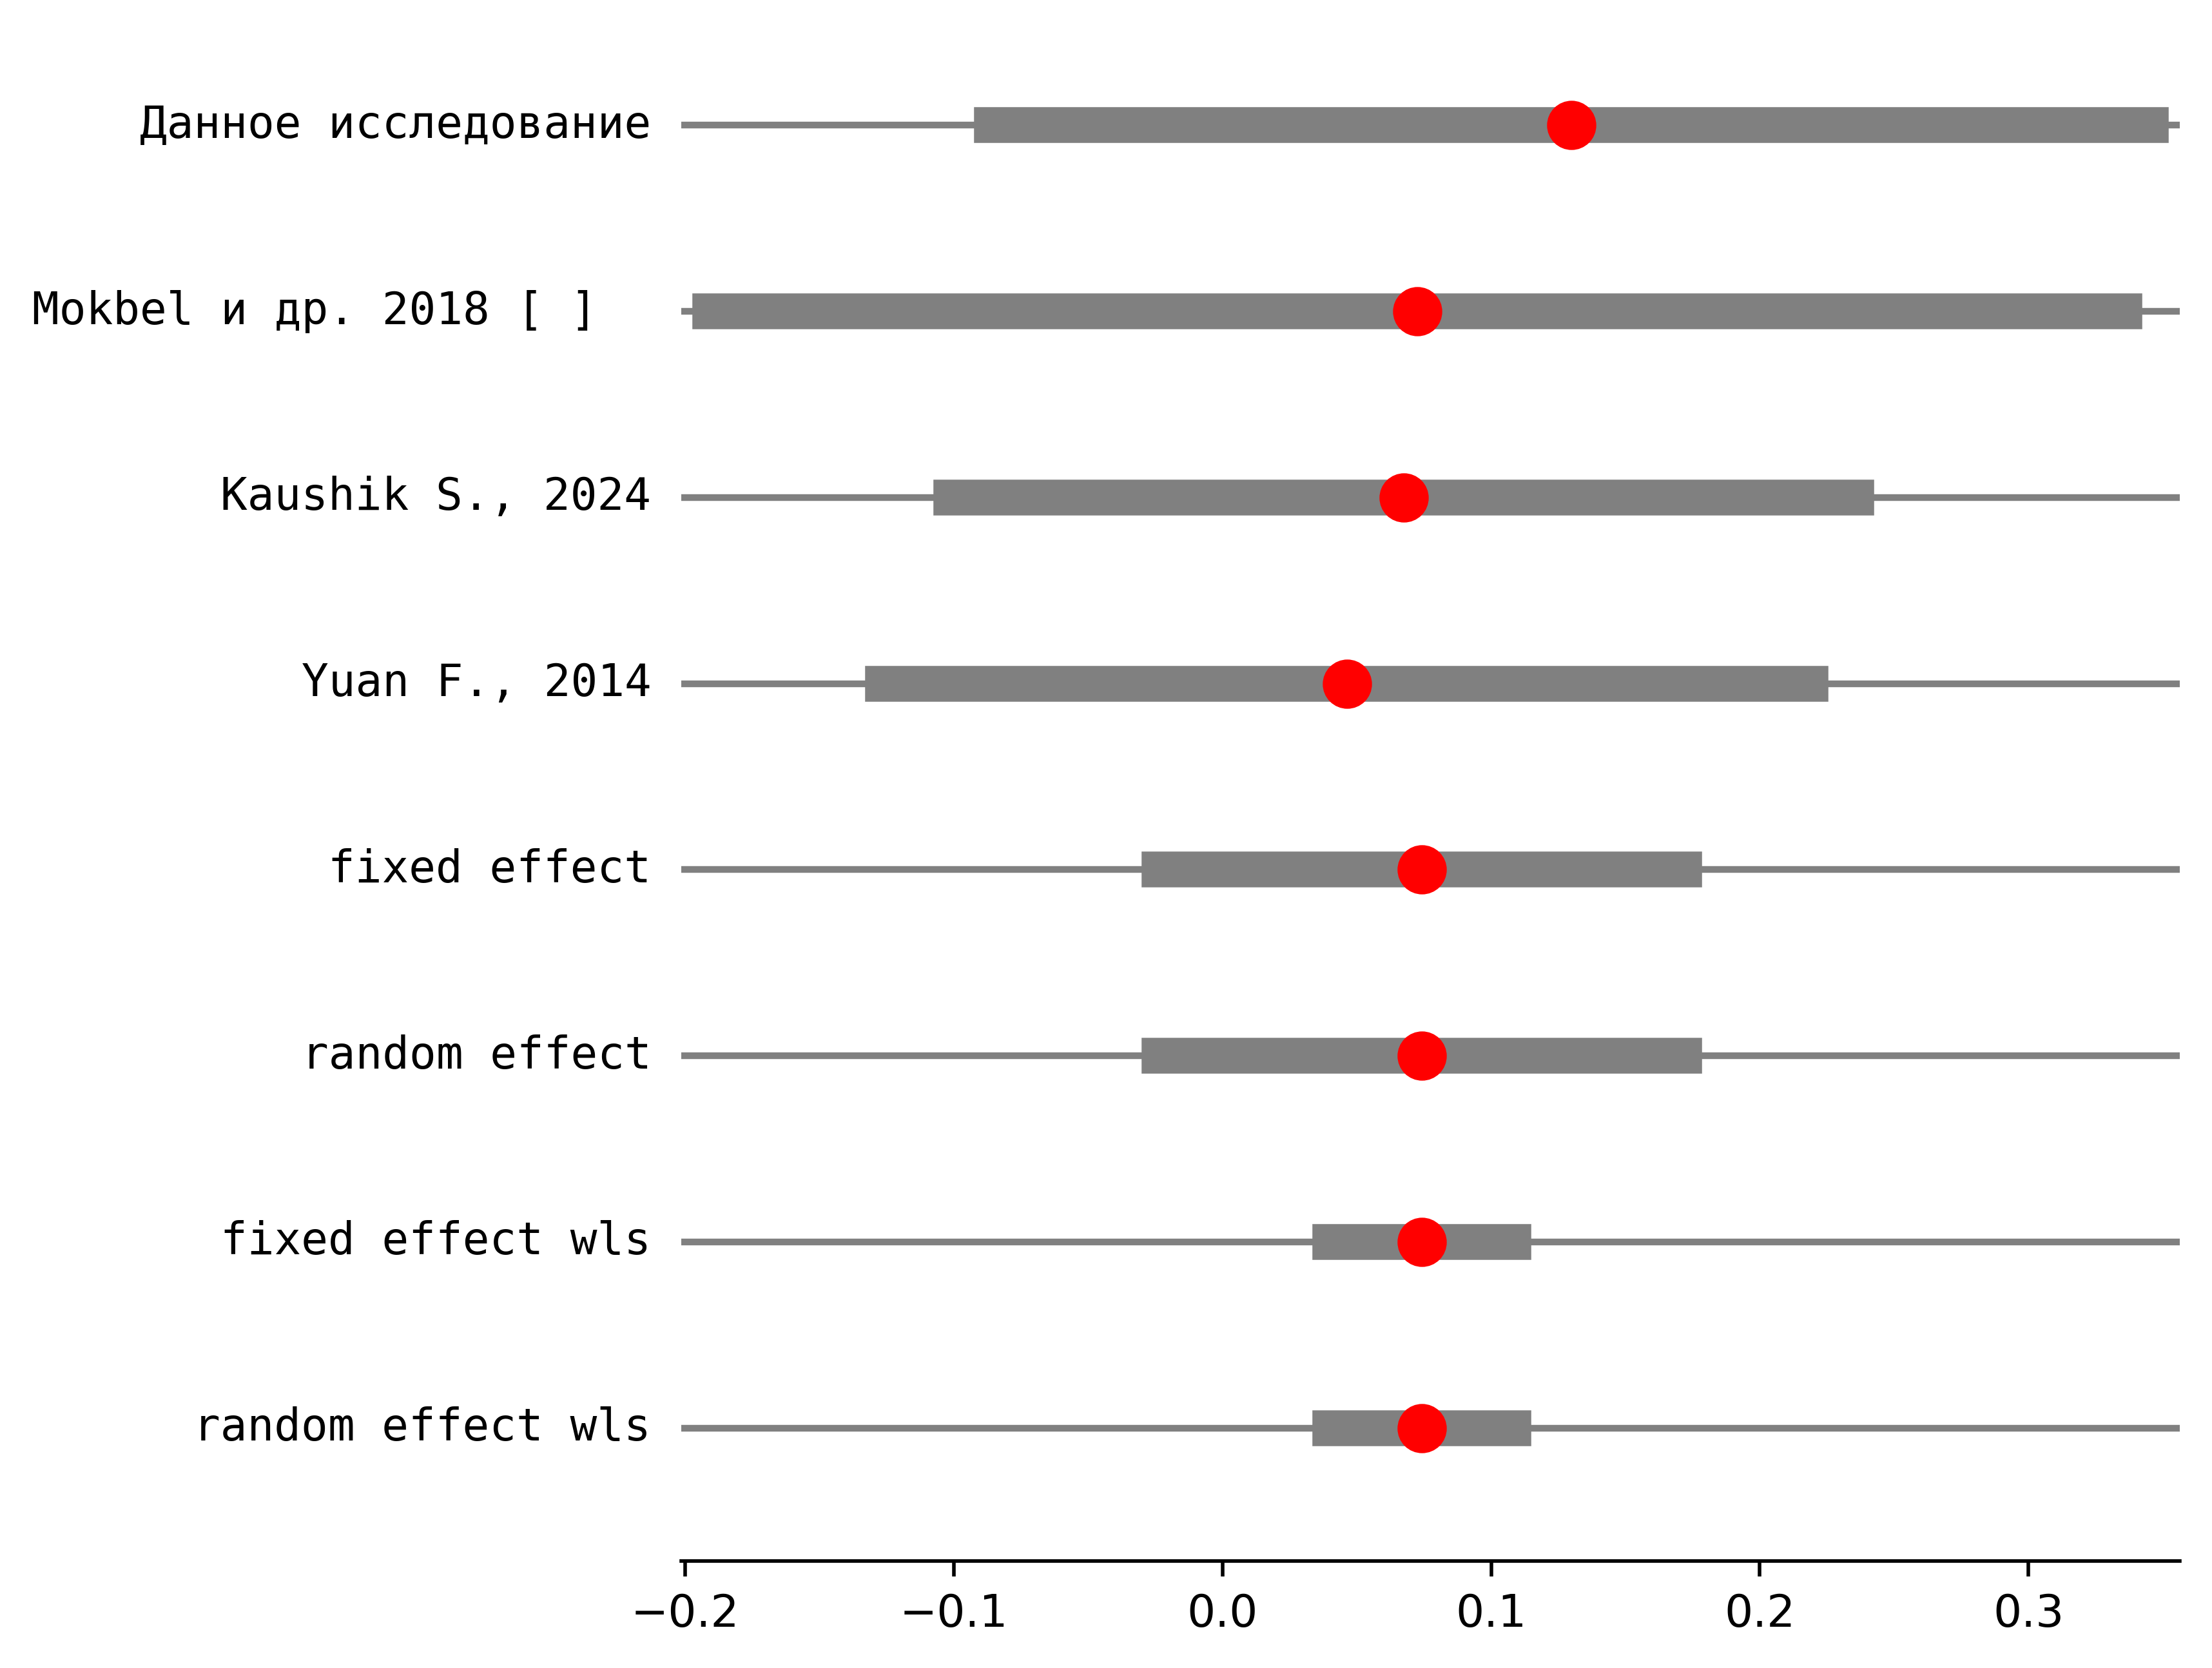 Данное исследование
Mokbel и др. 2018 [ ]
Kaushik S., 2024
Yuan F., 2014
fixed effect
random effect
fixed effect wls
random effect wls
−0.2 −0.1 0.0 0.1 0.2 0.3